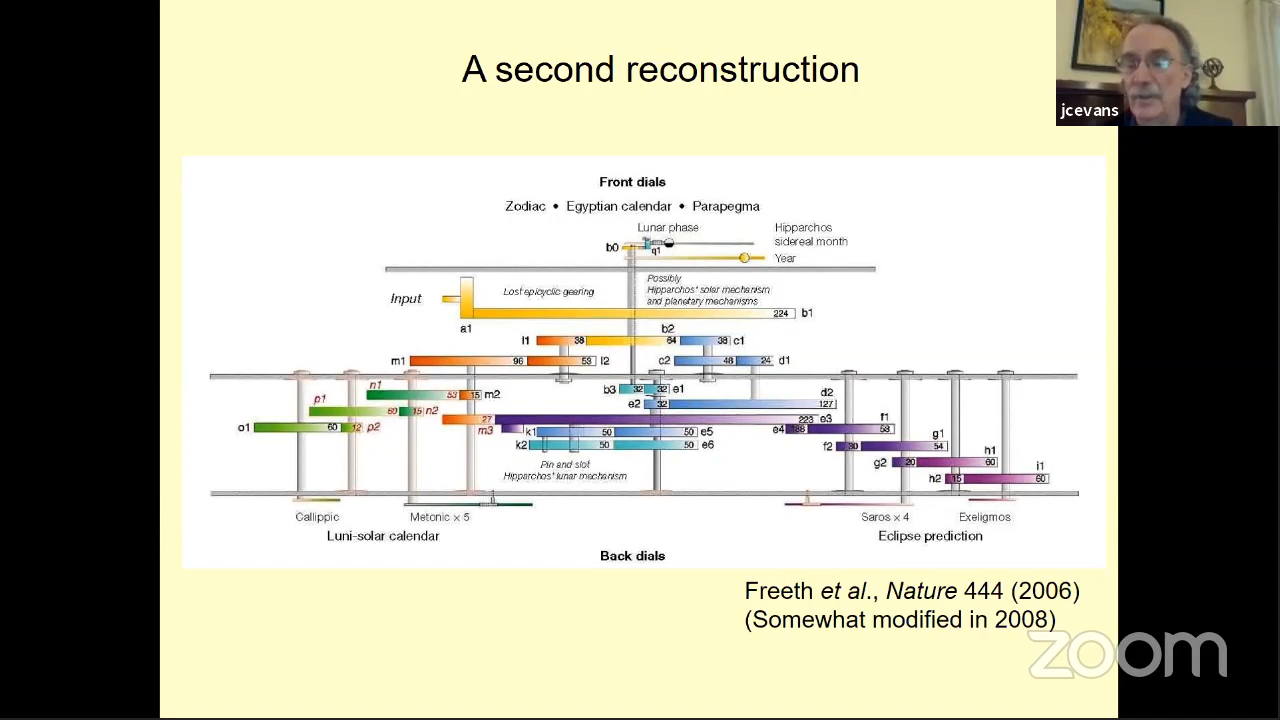 A second reconstruction
jcevans
Front dials
Zodiac • Egyptian calendar • Parapegma
Lunar phase
Hipparchos
sidereal month
b0
q1
Year
Input
Lost epicyclic gearing
Possibly
Hipparchos' solar mechanism
and planetary mechanisms
224 b1
a1
b2
l1 38 64 38 c1
m1 96 53 l2 c2 48 24 d1
n1 53 15 m2 b3 32 32 e1
d2
p1 60 15 n2 e2 32 127
o1 60 12 p2 27 223 e3 f1
m3 k1 50 50 e5 e4 188 58
g1
k2 50 50 e6 f2 30 54
h1
g2 20 60
i1
h2 15 60
Pin and slot
Hipparchos' lunar mechanism
Callippic Metonic x 5 Saros x 4 Exeligmos
Luni-solar calendar Eclipse prediction
Back dials
Freeth et al., Nature 444 (2006)
(Somewhat modified in 2008)
zoom